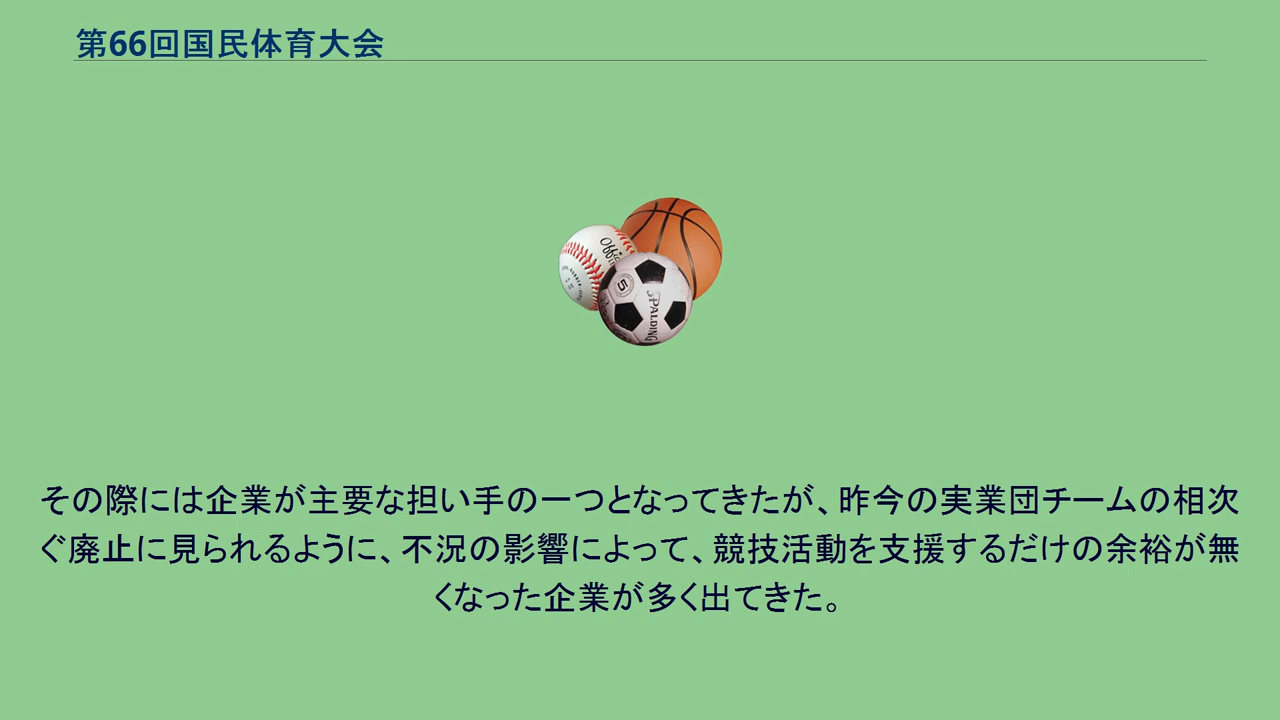 第66回国民体育大会
Offic
5
SPALDING
その際には企業が主要な担い手の一つとなってきたが、昨今の実業団チームの相次
ぐ廃止に見られるように、不況の影響によって、競技活動を支援するだけの余裕が無
くなった企業が多く出てきた。